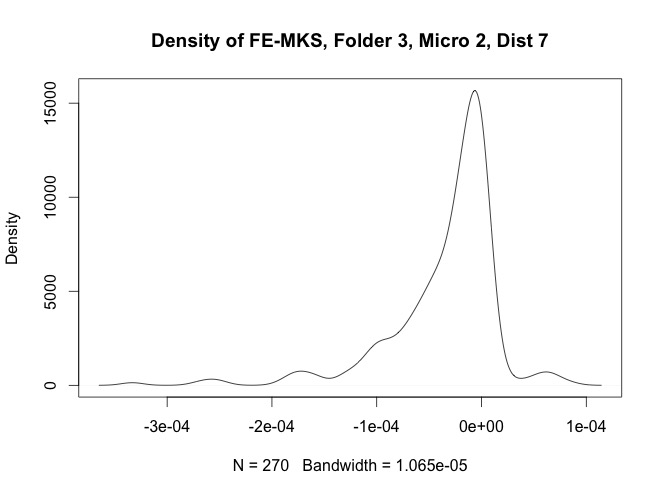 Density of FE-MKS, Folder 3, Micro 2, Dist 7
15000
10000
5000
0
Density
-3e-04 -2e-04 -1e-04 0e+00 1e-04
N = 270 Bandwidth = 1.065e-05